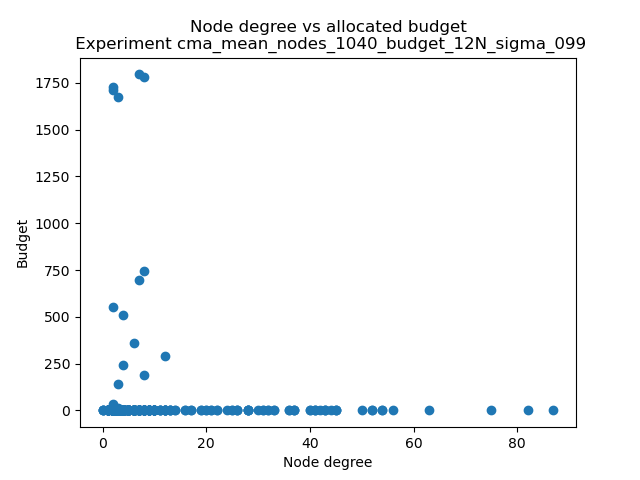 Node degree vs allocated budget
Experiment cma_mean_nodes_1040_budget_12N_sigma_099
1750
1500
1250
1000
750
500
250
0
Budget
0 20 40 60 80
Node degree